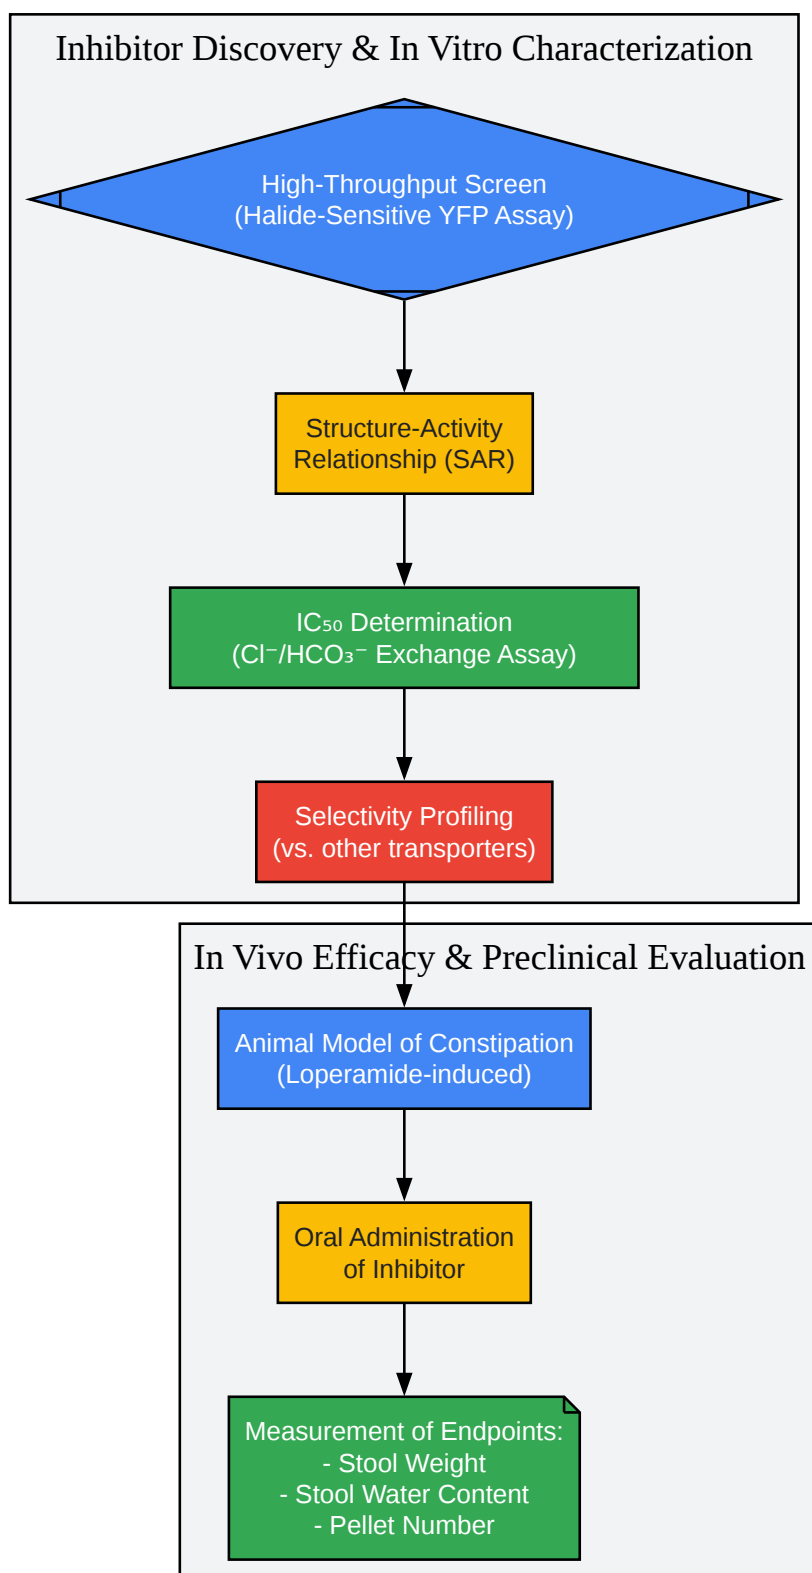 Inhibitor Discovery & In Vitro Characterization
High-Throughput Screen
(Halide-Sensitive YFP Assay)
Structure-Activity
Relationship (SAR)
IC₅₀ Determination
(Cl⁻/HCO₃⁻ Exchange Assay)
Selectivity Profiling
(vs. other transporters)
In Vivo Efficacy & Preclinical Evaluation
Animal Model of Constipation
(Loperamide-induced)
Oral Administration
of Inhibitor
Measurement of Endpoints:
- Stool Weight
- Stool Water Content
- Pellet Number